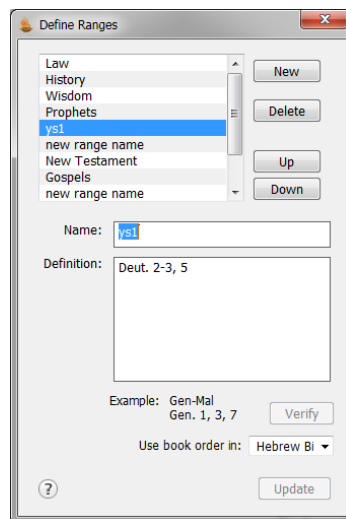 Define Ranges
Law
History
Wisdom
Prophets
ys1
new range name
New Testament
Gospels
new range name
New
Delete
Up
Down
Name: ys1
Definition: Deut. 2-3, 5
Example: Gen-Mal
Gen. 1, 3, 7
Verify
Use book order in: Hebrew Bi
? Update